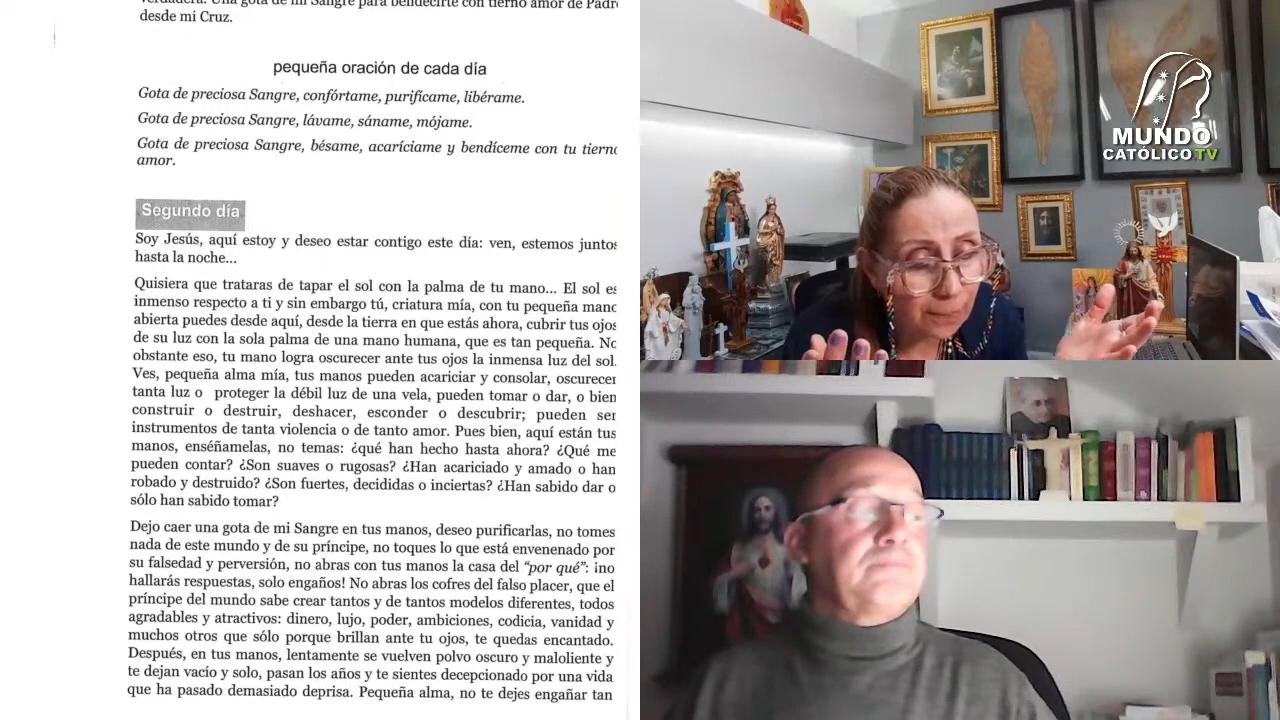 verdadera. Una gota de mi Sangre para bendecirte con tierno amor de Padre
desde mi Cruz.
pequeña oración de cada día
Gota de preciosa Sangre, confórtame, purifícame, libérame.
Gota de preciosa Sangre, lávame, sáname, mójame.
Gota de preciosa Sangre, bésame, acaríciame y bendíceme con tu tierno
amor.
Segundo día
Soy Jesús, aquí estoy y deseo estar contigo este día: ven, estemos juntos
hasta la noche...
Quisiera que trataras de tapar el sol con la palma de tu mano... El sol es
inmenso respecto a ti y sin embargo tú, criatura mía, con tu pequeña mano
abierta puedes desde aquí, desde la tierra en que estás ahora, cubrir tus ojos
de su luz con la sola palma de una mano humana, que es tan pequeña. No
obstante eso, tu mano logra oscurecer ante tus ojos la inmensa luz del sol.
Ves, pequeña alma mía, tus manos pueden acariciar y consolar, oscurecer
tanta luz o proteger la débil luz de una vela, pueden tomar o dar, o bien
construir o destruir, deshacer, esconder o descubrir; pueden ser
instrumentos de tanta violencia o de tanto amor. Pues bien, aquí están tus
manos, enséñamelas, no temas: ¿qué han hecho hasta ahora? ¿Qué me
pueden contar? ¿Son suaves o rugosas? ¿Han acariciado y amado o han
robado y destruido? ¿Son fuertes, decididas o inciertas? ¿Han sabido dar o
sólo han sabido tomar?
Dejo caer una gota de mi Sangre en tus manos, deseo purificarlas, no tomes
nada de este mundo y de su príncipe, no toques lo que está envenenado por
su falsedad y perversión, no abras con tus manos la casa del “por qué”: ¡no
hallarás respuestas, solo engaños! No abras los cofres del falso placer, que el
príncipe del mundo sabe crear tantos y de tantos modelos diferentes, todos
agradables y atractivos: dinero, lujo, poder, ambiciones, codicia, vanidad y
muchos otros que sólo porque brillan ante tu ojos, te quedas encantado.
Después, en tus manos, lentamente se vuelven polvo oscuro y maloliente y
te dejan vacío y solo, pasan los años y te sientes decepcionado por una vida
que ha pasado demasiado deprisa. Pequeña alma, no te dejes engañar tan
MUNDO
CATÓLICO TV